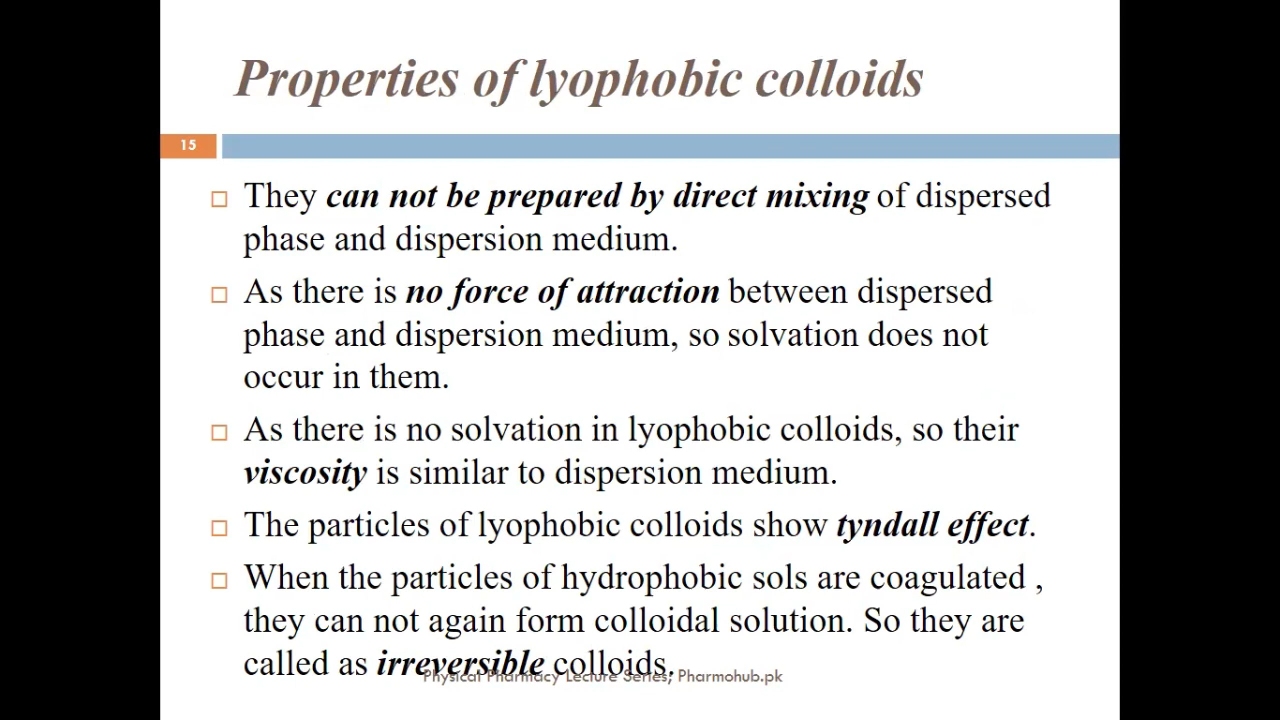 Properties of lyophobic colloids
15
They can not be prepared by direct mixing of dispersed
phase and dispersion medium.
As there is no force of attraction between dispersed
phase and dispersion medium, so solvation does not
occur in them.
As there is no solvation in lyophobic colloids, so their
viscosity is similar to dispersion medium.
The particles of lyophobic colloids show tyndall effect.
When the particles of hydrophobic sols are coagulated ,
they can not again form colloidal solution. So they are
called as irreversible colloids.
Physical Pharmacy Lecture Series, Pharmohub.pk